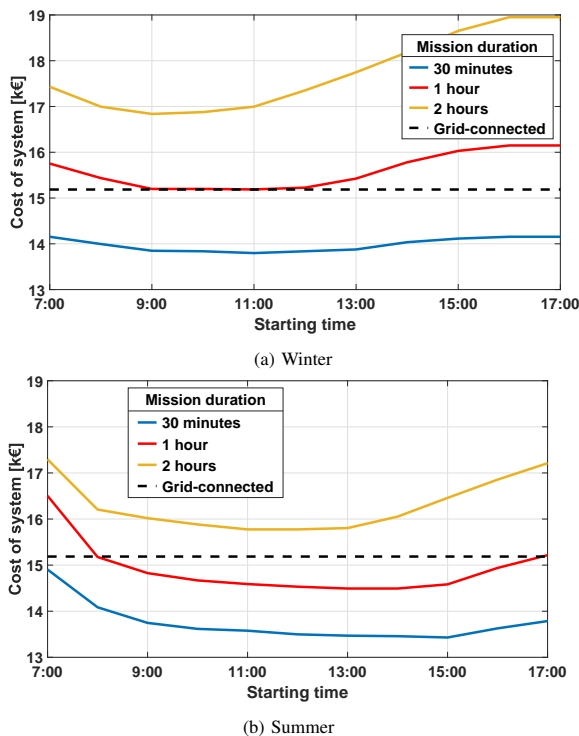 19
18
17
16
15
14
13
Cost of system [k€]
Mission duration
30 minutes
1 hour
2 hours
Grid-connected
7:00 9:00 11:00 13:00 15:00 17:00
Starting time
(a) Winter
19
18
17
16
15
14
13
Cost of system [k€]
Mission duration
30 minutes
1 hour
2 hours
Grid-connected
7:00 9:00 11:00 13:00 15:00 17:00
Starting time
(b) Summer